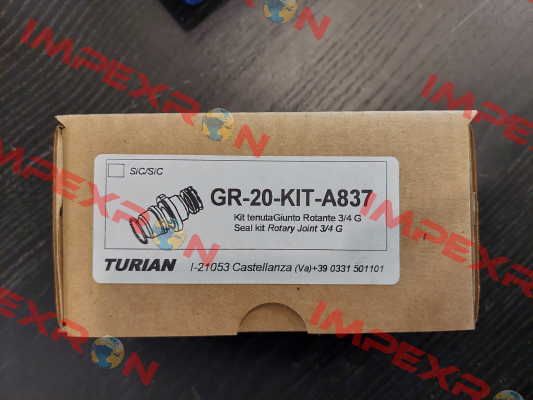 SiC/SiC
GR-20-KIT-A837
Kit tenutaGiunto Rotante 3/4 G
Seal kit Rotary Joint 3/4 G
TURIAN I-21053 Castellanza (Va)+39 0331 501101
IMPEXRON
IMPEXRON
IMPEXRON
IMPEXRON